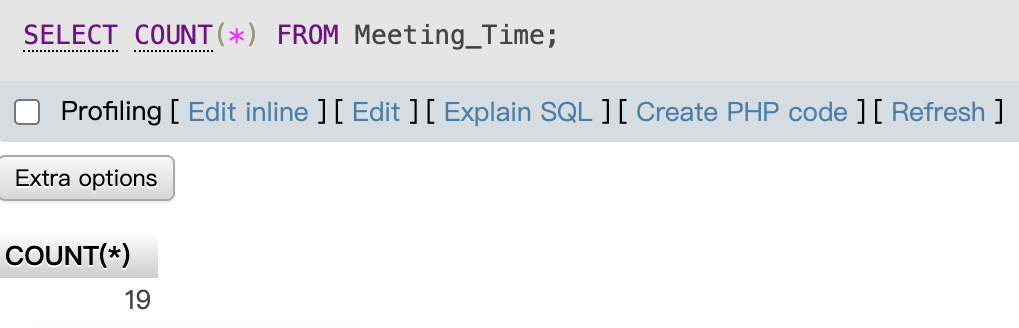 SELECT COUNT(*) FROM Meeting_Time;
Profiling [ Edit inline ] [ Edit ] [ Explain SQL ] [ Create PHP code ] [ Refresh ]
Extra options
COUNT(*)
19